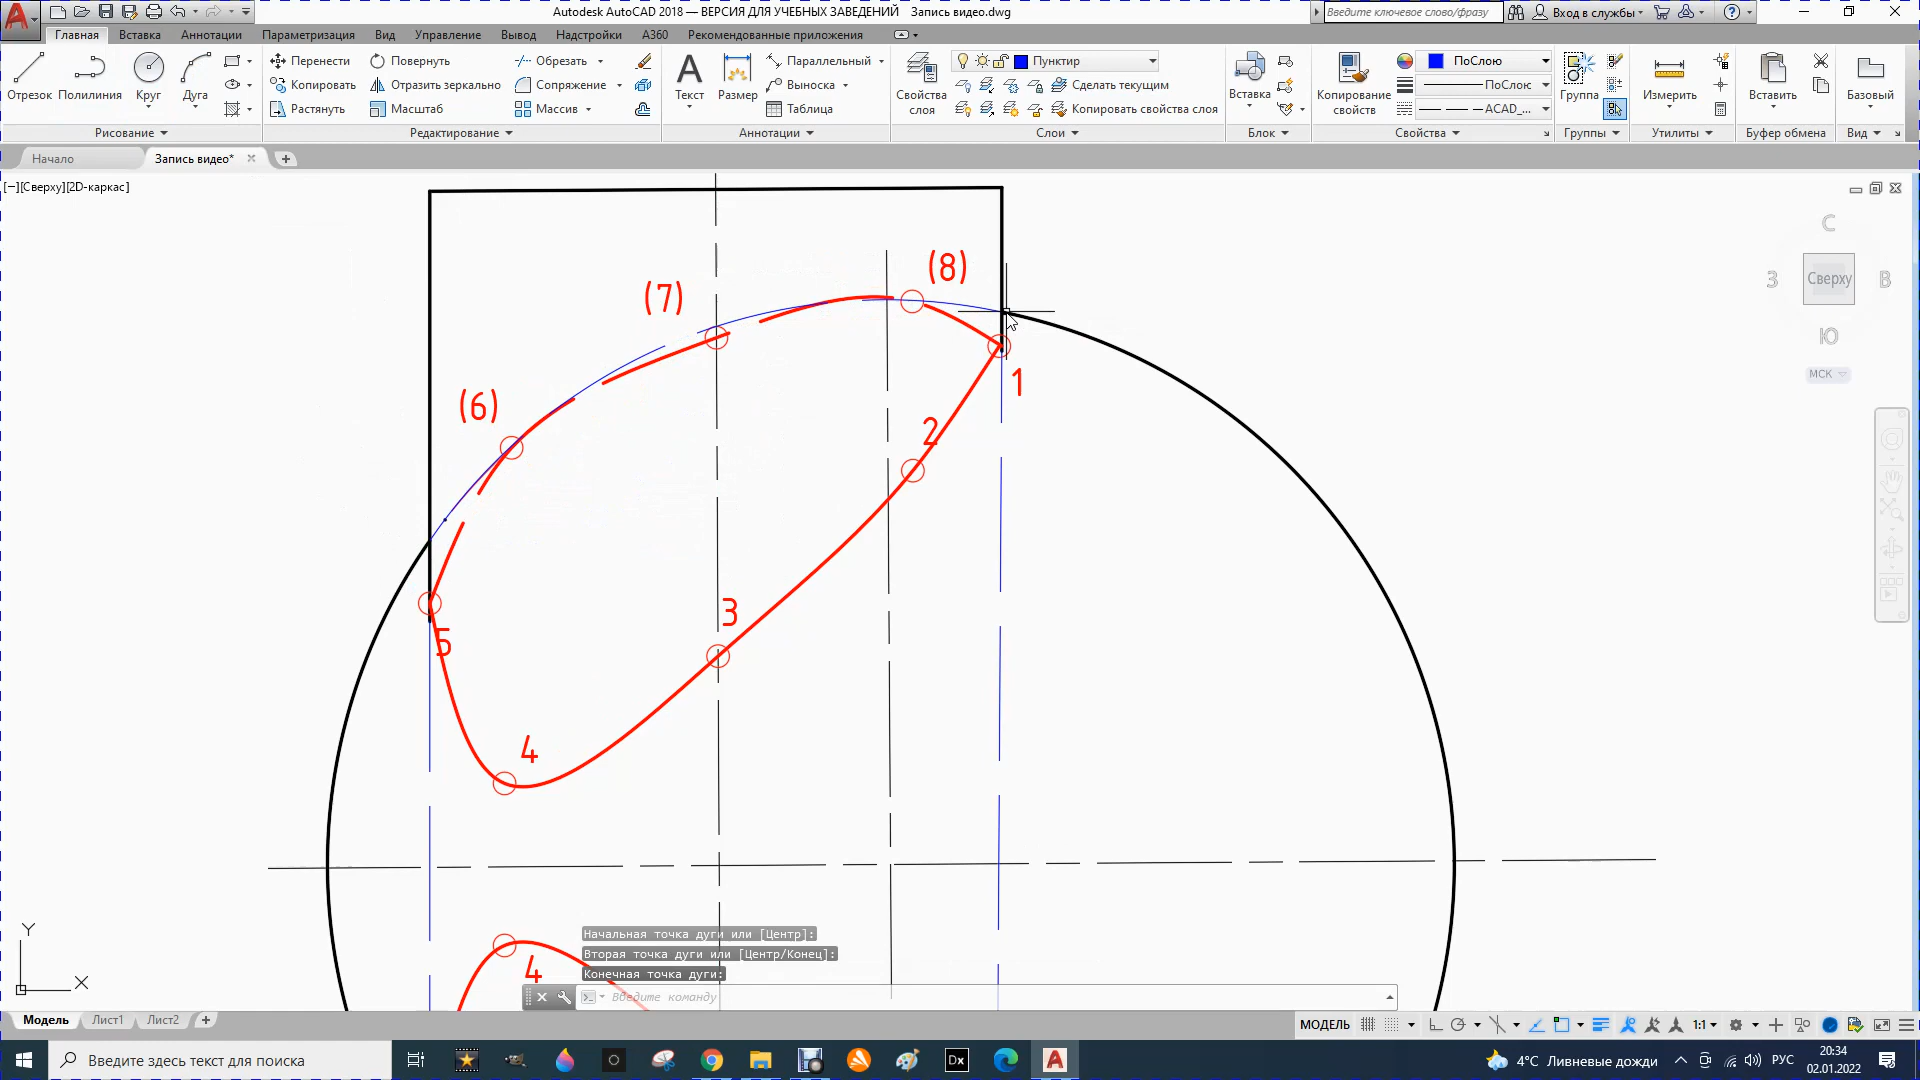 Autodesk AutoCAD 2018 — ВЕРСИЯ ДЛЯ УЧЕБНЫХ ЗАВЕДЕНИЙ Запись видео.dwg
Введите ключевое слово/фразу
Вход в службы
Главная Вставка Аннотации Параметризация Вид Управление Вывод Надстройки A360 Рекомендованные приложения
Отрезок Полилиния Круг Дуга
Рисование
Перенести Повернуть Обрезать
Копировать Отразить зеркально Сопряжение
Растянуть Масштаб Массив
Редактирование
Текст Размер
Параллельный
Выноска
Таблица
Аннотации
Свойства слоя
Пунктир
Сделать текущим
Копировать свойства слоя
Слои
Вставка
Блок
Копирование свойств
ПоСлою
ПоСлою
ACAD_...
Свойства
Группа
Группы
Измерить
Утилиты
Вставить
Буфер обмена
Базовый
Вид
Начало Запись видео*
[−][Сверху][2D-каркас]
С
З Сверху В
Ю
МСК
(8)
(7)
(6)
1
2
3
5
4
4
Y
X
Начальная точка дуги или [Центр]:
Вторая точка дуги или [Центр/Конец]:
Конечная точка дуги:
Введите команду
Модель Лист1 Лист2
МОДЕЛЬ 1:1
Введите здесь текст для поиска
Dx
4°C Ливневые дожди
РУС
20:34
02.01.2022